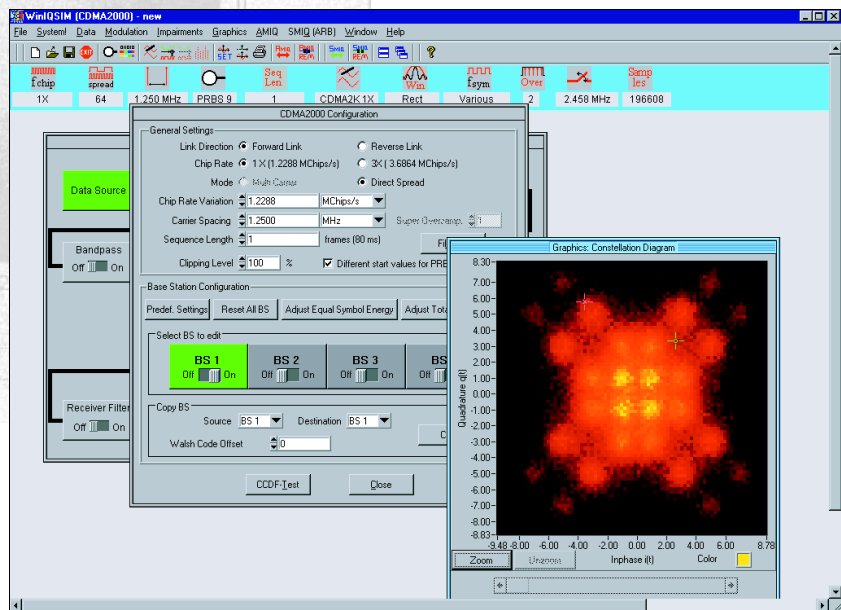 WinIQSIM (CDMA2000) - new
File System! Data Modulation Impairments Graphics AMIQ SMIQ (ARB) Window Help
SET AMIQ REM SMIQ SMIQ REM
fchip spread Seq Len Win fsym Over Samp les
1X 64 1.250 MHz PRBS 9 1 CDMA2K 1X Rect Various 2 2.458 MHz 196608
CDMA2000 Configuration
General Settings
Link Direction Forward Link Reverse Link
Chip Rate 1 X (1.2288 MChips/s) 3X ( 3.6864 MChips/s)
Mode Multi Carrier Direct Spread
Chip Rate Variation 1.2288 MChips/s
Carrier Spacing 1.2500 MHz Super Oversamp. 1
Sequence Length 1 frames (80 ms) Fil
Clipping Level 100 % Different start values for PRB
Base Station Configuration
Predef. Settings Reset All BS Adjust Equal Symbol Energy Adjust Tota
Select BS to edit
BS 1 BS 2 BS 3 BS
Off On Off On Off On Off
Copy BS
Source BS 1 Destination BS 1
Walsh Code Offset 0 C
CCDF-Test Close
Data Source
Bandpass
Off On
Receiver Filter
Off On
Graphics: Constellation Diagram
8.30
7.00
6.00
5.00
4.00
3.00
2.00
1.00
0.00
-1.00
-2.00
-3.00
-4.00
-5.00
-6.00
-7.00
-8.00
-8.83
Quadrature q(t)
-9.48 -8.00 -6.00 -4.00 -2.00 0.00 2.00 4.00 6.00 8.78
Zoom Unzoom Inphase i(t) Color